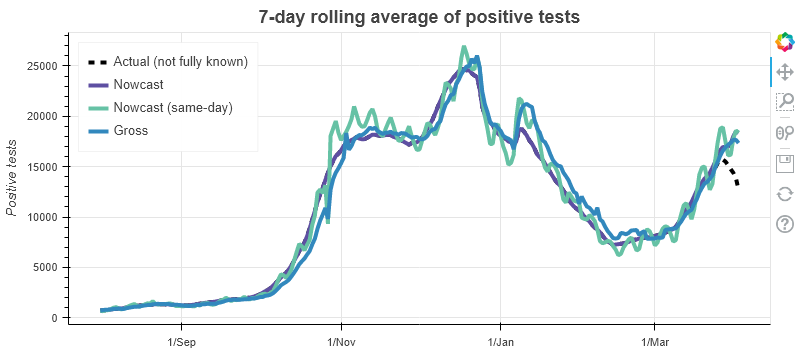 7-day rolling average of positive tests
Actual (not fully known)
Nowcast
Nowcast (same-day)
Gross
Positive tests
25000
20000
15000
10000
5000
0
1/Sep
1/Nov
1/Jan
1/Mar